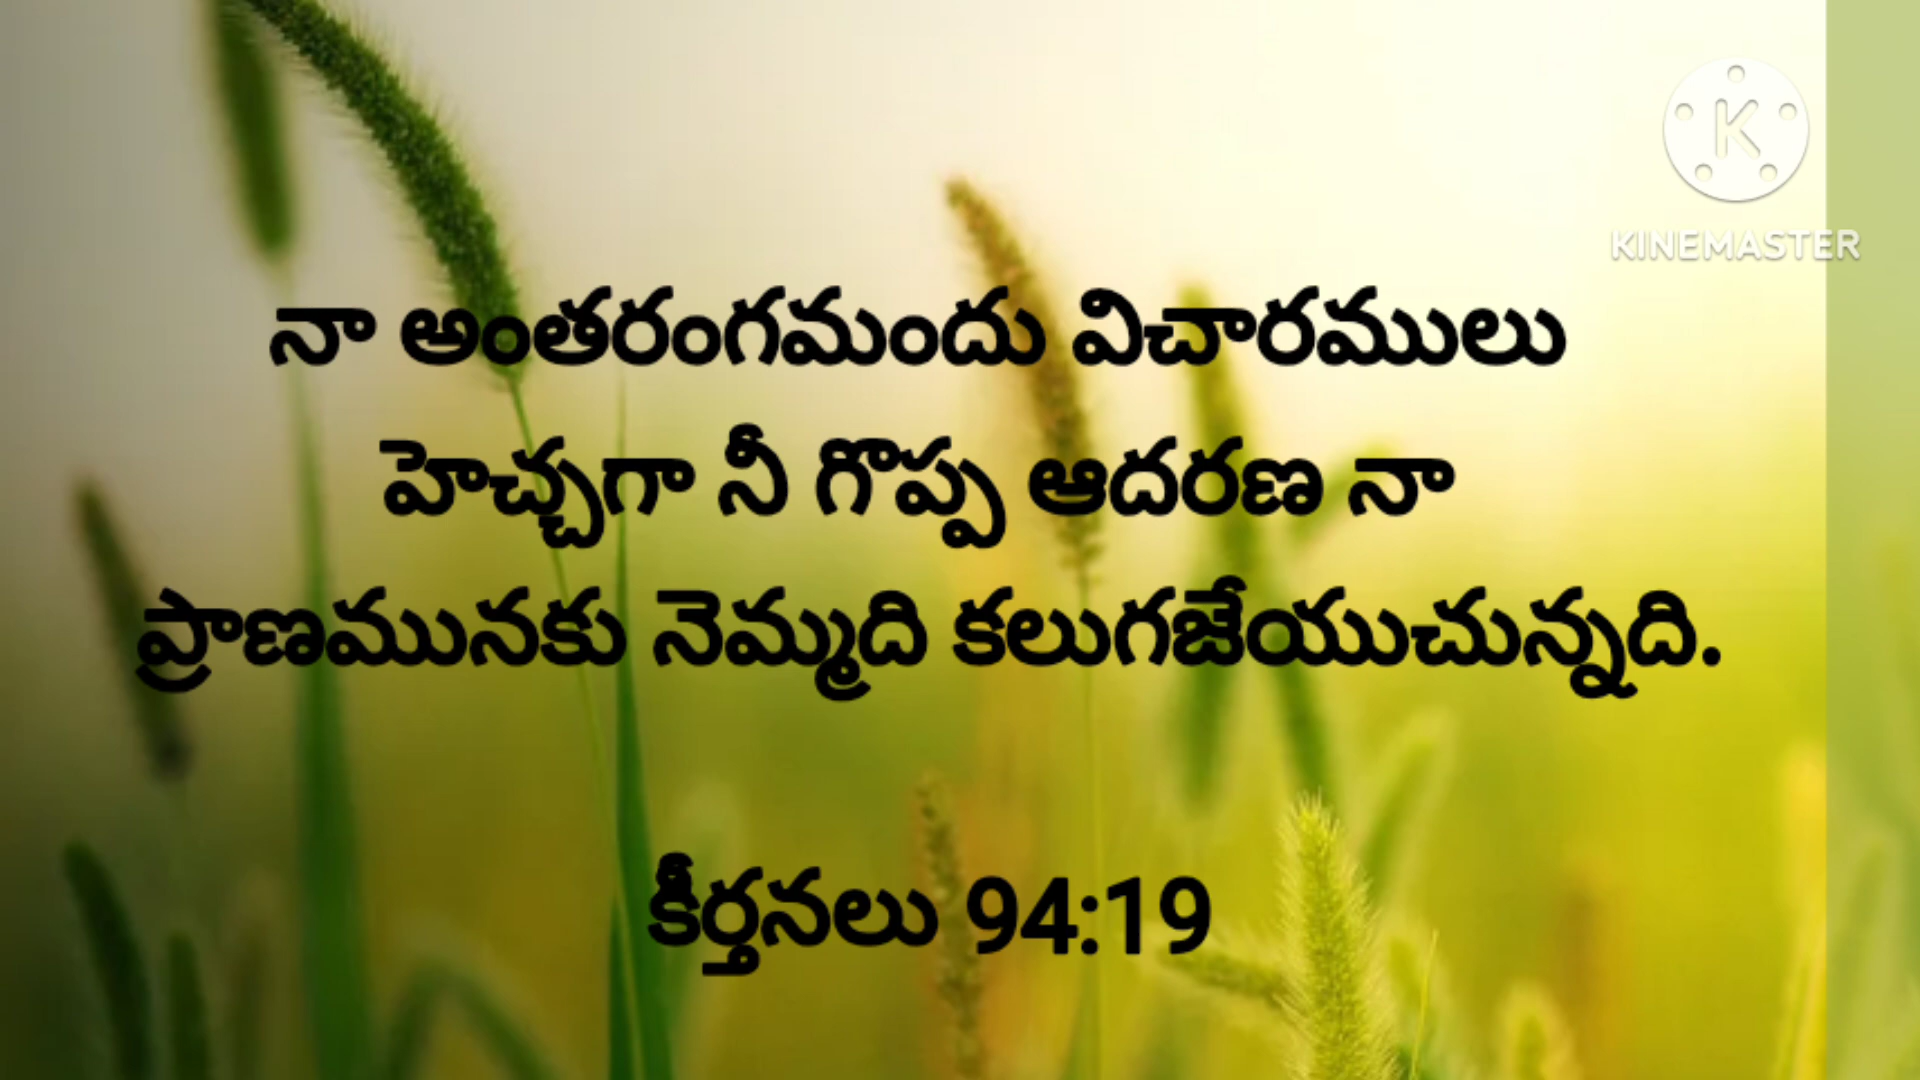 KINEMASTER
నా అంతరంగమందు విచారములు
హెచ్చగా నీ గొప్ప ఆదరణ నా
ప్రాణమునకు నెమ్మది కలుగజేయుచున్నది.
కీర్తనలు 94:19